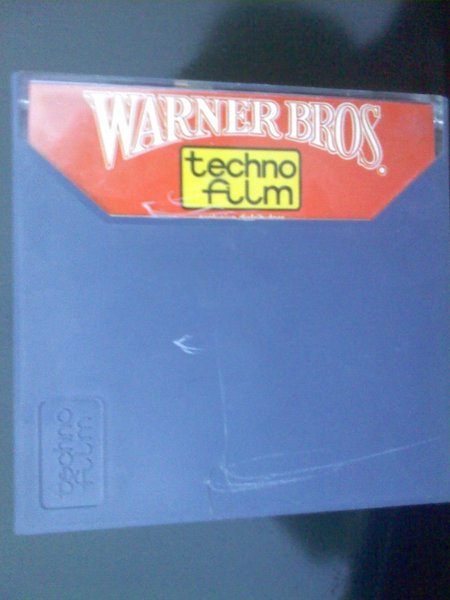 WARNER BROS.
techno
film
techno
film